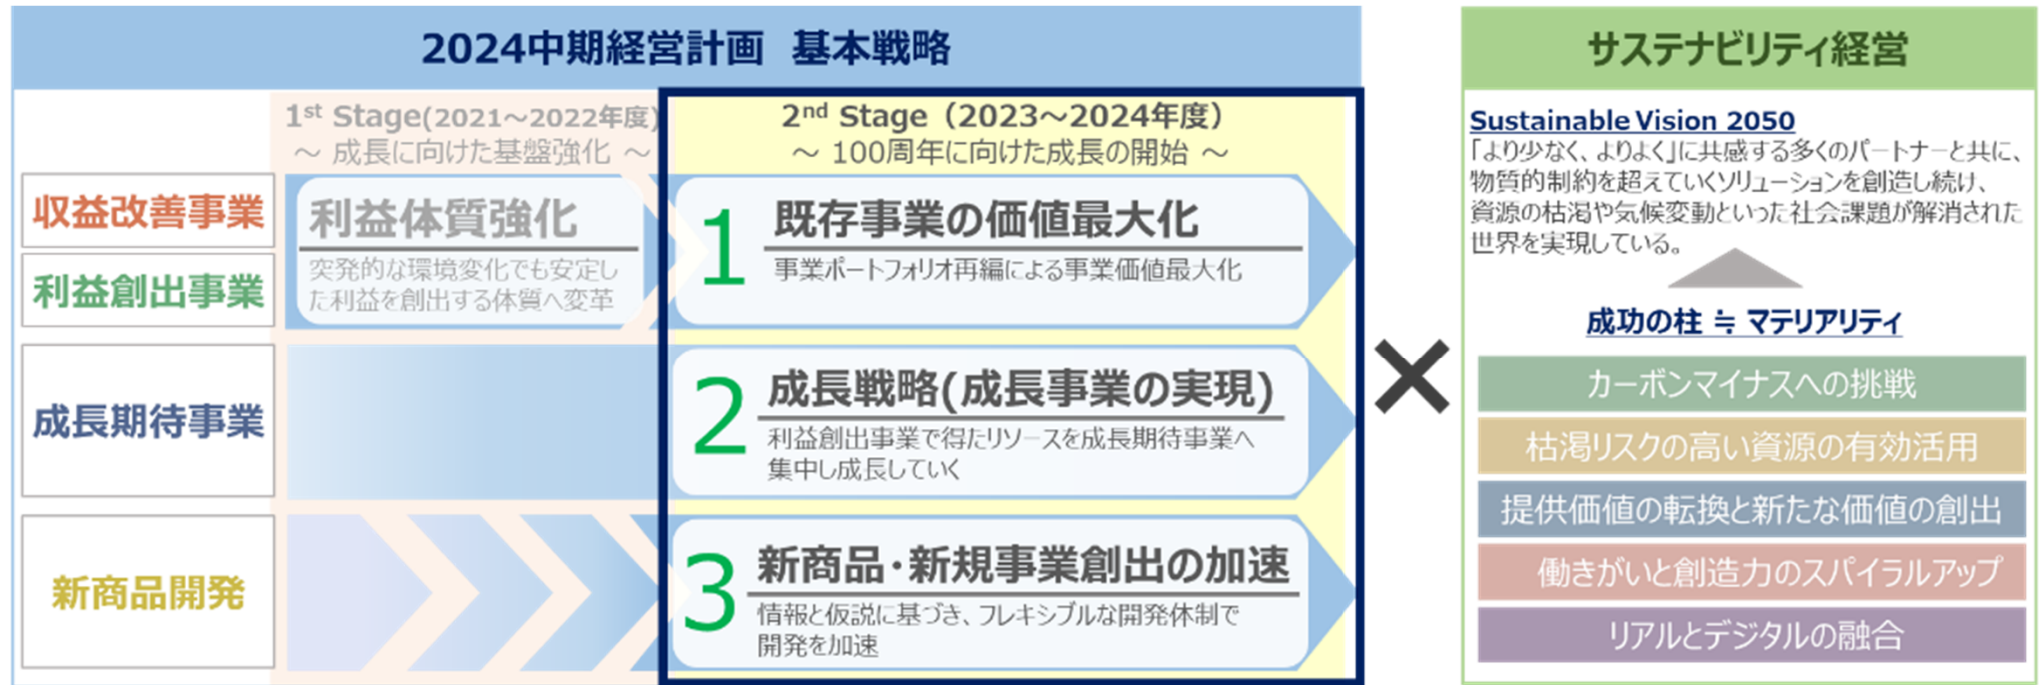 2024中期経営計画 基本戦略
1st Stage(2021～2022年度)
～ 成長に向けた基盤強化 ～
2nd Stage（2023～2024年度）
～ 100周年に向けた成長の開始 ～
収益改善事業
利益創出事業
利益体質強化
突発的な環境変化でも安定し
た利益を創出する体質へ変革
1
既存事業の価値最大化
事業ポートフォリオ再編による事業価値最大化
成長期待事業
2
成長戦略(成長事業の実現)
利益創出事業で得たリソースを成長期待事業へ
集中し成長していく
新商品開発
3
新商品・新規事業創出の加速
情報と仮説に基づき、フレキシブルな開発体制で
開発を加速
×
サステナビリティ経営
Sustainable Vision 2050
「より少なく、よりよく」に共感する多くのパートナーと共に、
物質的制約を超えていくソリューションを創造し続け、
資源の枯渇や気候変動といった社会課題が解消された
世界を実現している。
成功の柱 ≒ マテリアリティ
カーボンマイナスへの挑戦
枯渇リスクの高い資源の有効活用
提供価値の転換と新たな価値の創出
働きがいと創造力のスパイラルアップ
リアルとデジタルの融合